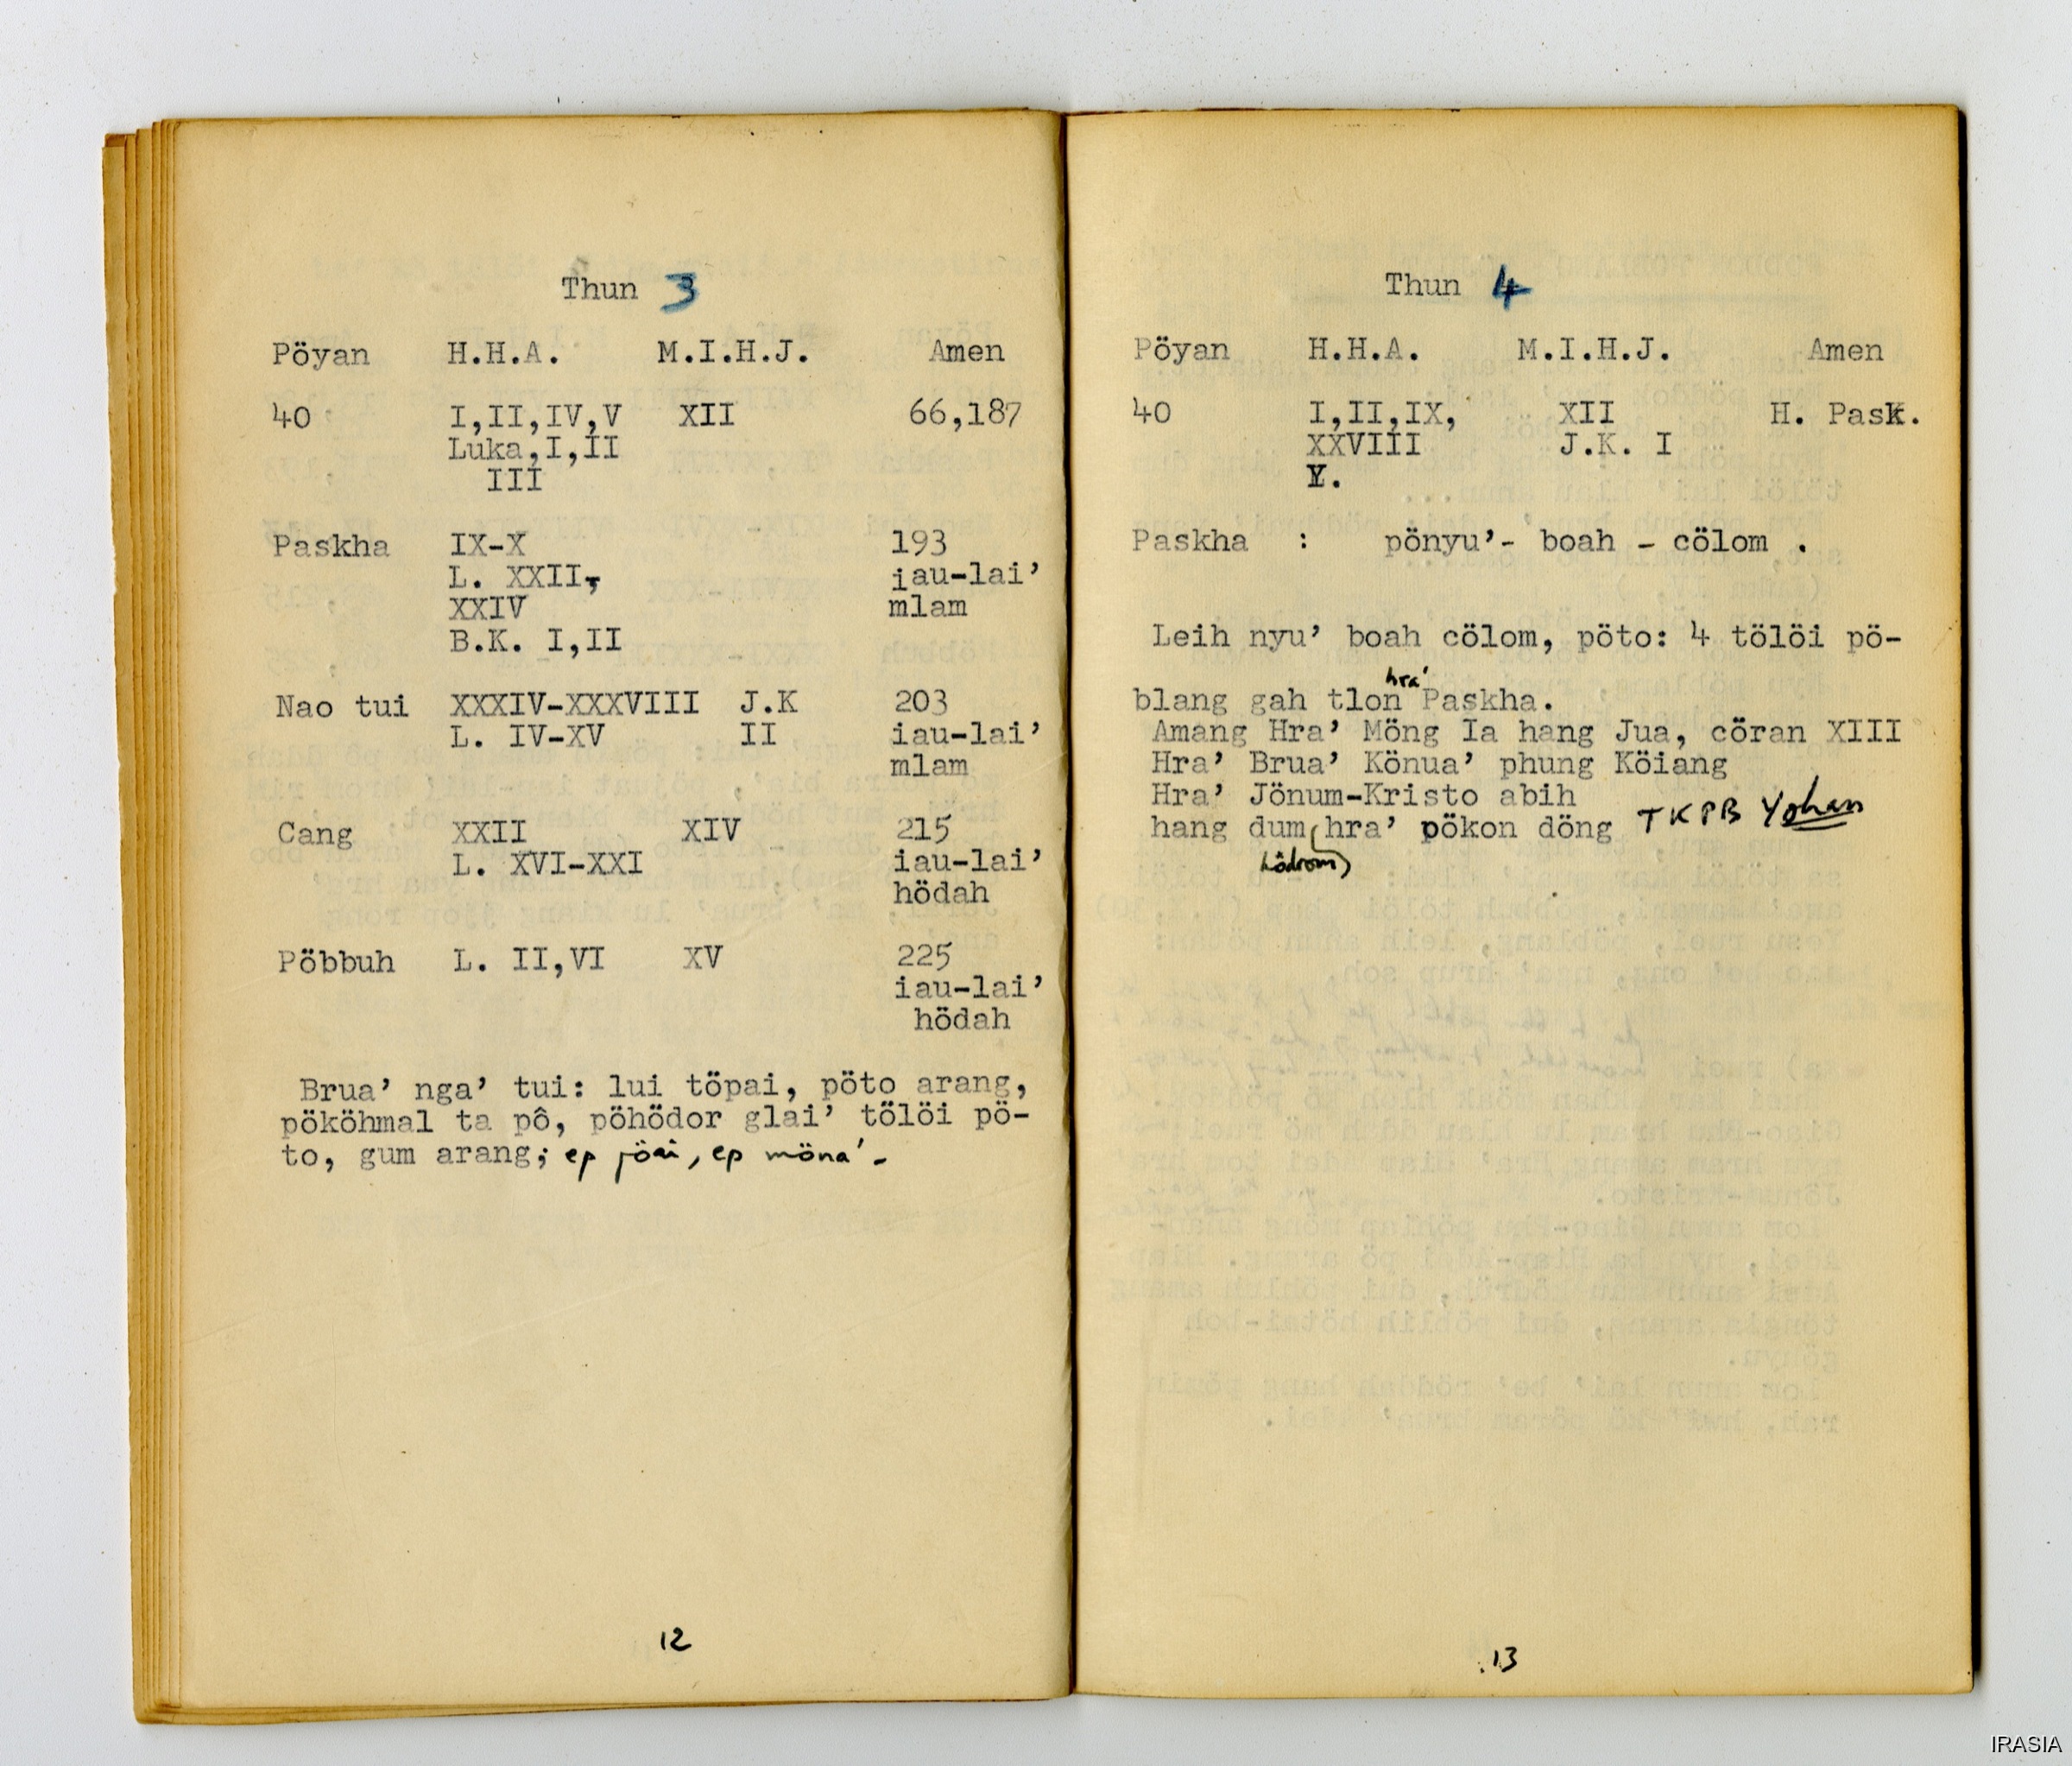 Thun 3
Pöyan H.H.A. M.I.H.J. Amen
40 I,II,IV,V XII 66,187
Luka,I,II
III
Paskha IX-X 193
L. XXII, iau-lai’
XXIV mlam
B.K. I,II
Nao tui XXXIV-XXXVIII J.K 203
L. IV-XV II iau-lai’
mlam
Cang XXII XIV 215
L. XVI-XXI iau-lai’
hödah
Pöbbuh L. II,VI XV 225
iau-lai’
hödah
Brua’ nga’ tui: lui töpai, pöto arang,
pököhmal ta pô, pöhödor glai’ tölöi pö-
to, gum arang; ep jöai, ep möna’-
12
Thun 4
Pöyan H.H.A. M.I.H.J. Amen
40 I,II,IX, XII H. Pask.
XXVIII J.K. I
V.
Paskha : pönyu’- boah - cölom .
Leih nyu’ boah cölom, pöto: 4 tölöi pö-
hra’
blang gah tlon Paskha.
Amang Hra’ Möng Ia hang Jua, cöran XIII
Hra’ Brua’ Könua’ phung Köiang
Hra’ Jönum-Kristo abih
hang dum hra’ pökon döng TKPB Yohan
hödrom
13
IRASIA